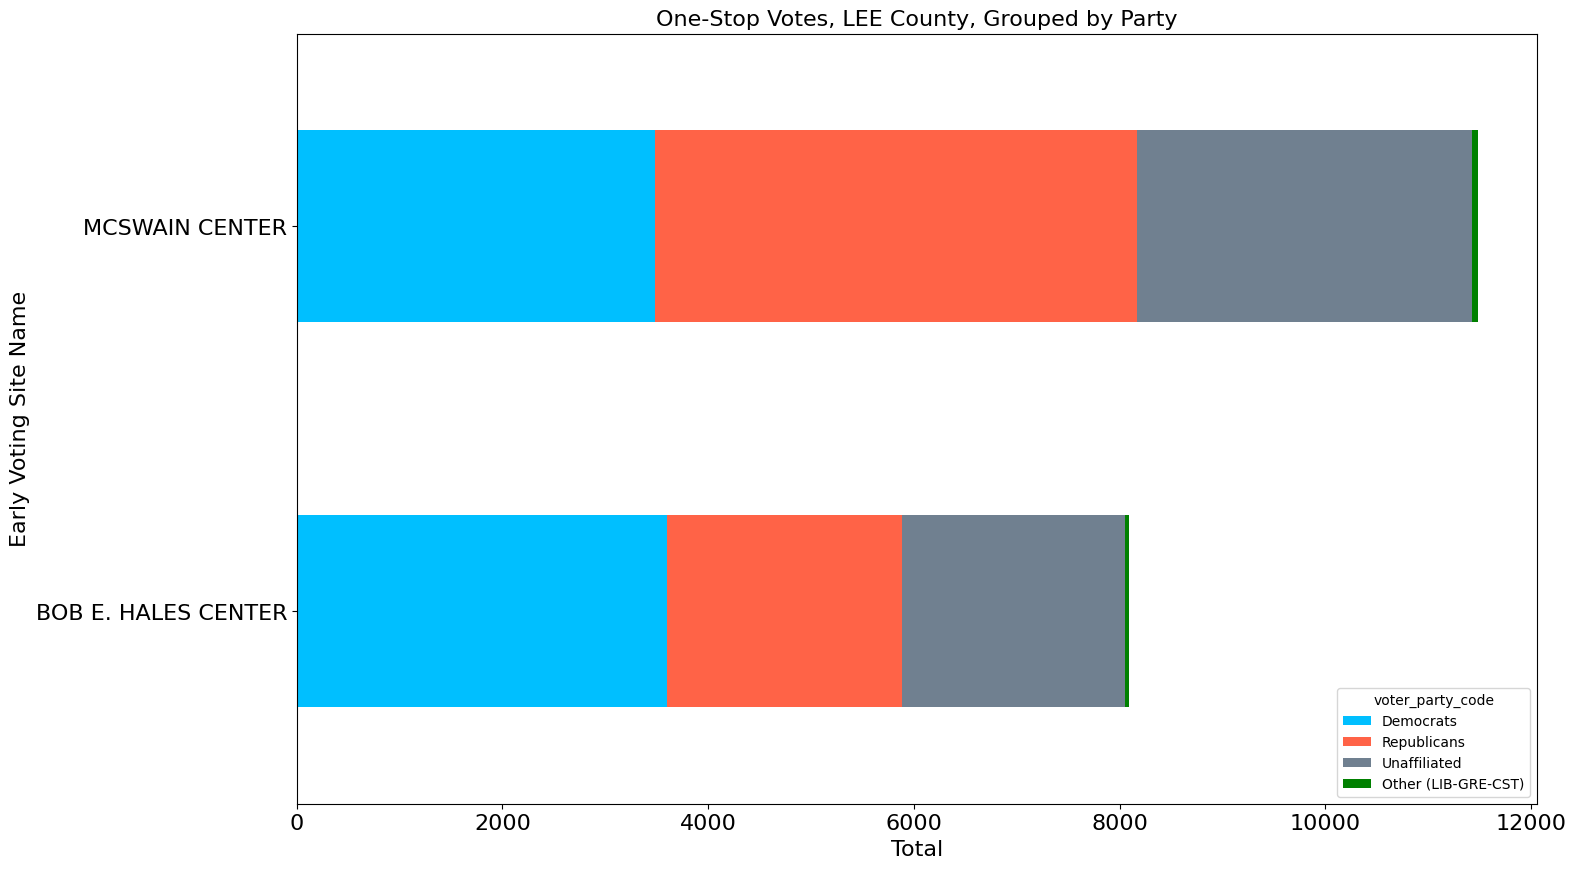 One-Stop Votes, LEE County, Grouped by Party
Early Voting Site Name
MCSWAIN CENTER
BOB E. HALES CENTER
voter_party_code
Democrats
Republicans
Unaffiliated
Other (LIB-GRE-CST)
0 2000 4000 6000 8000 10000 12000
Total